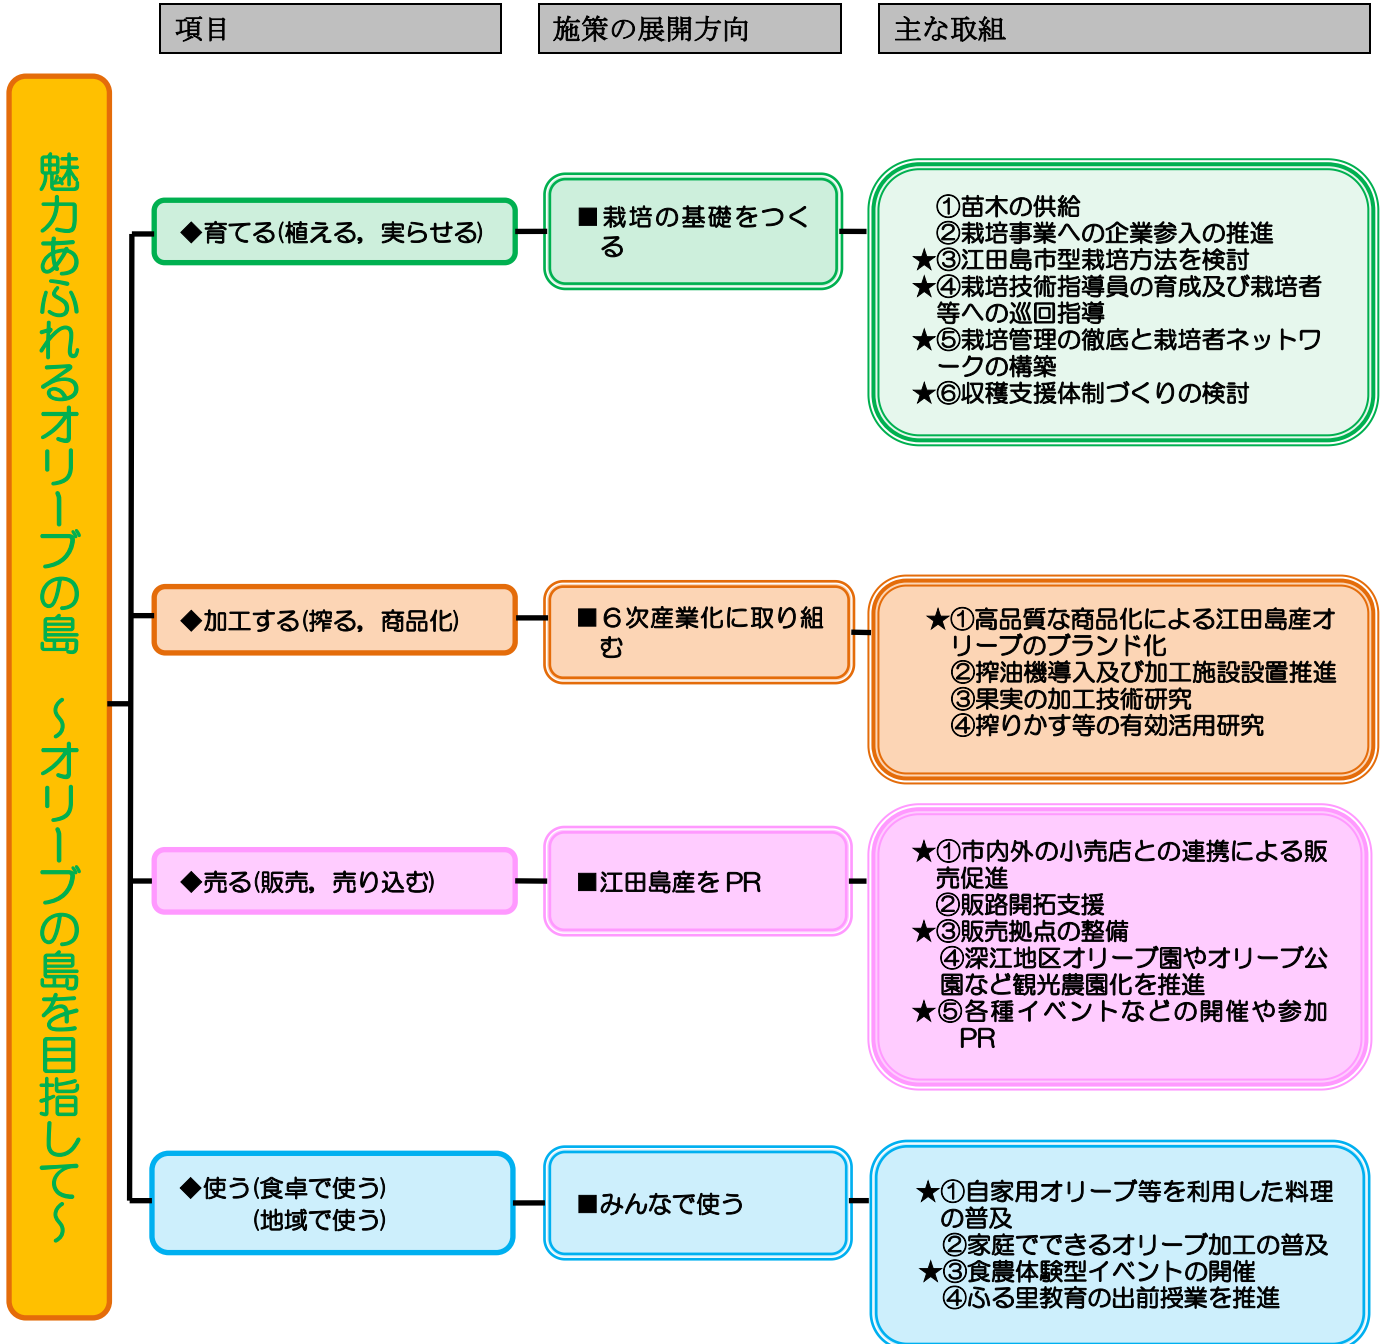 項目
施策の展開方向
主な取組
魅力あふれるオリーブの島　～オリーブの島を目指して～
◆育てる(植える，実らせる)
■栽培の基礎をつく
る
①苗木の供給
②栽培事業への企業参入の推進
★③江田島市型栽培方法を検討
★④栽培技術指導員の育成及び栽培者
等への巡回指導
★⑤栽培管理の徹底と栽培者ネットワ
ークの構築
★⑥収穫支援体制づくりの検討
◆加工する(搾る，商品化)
■６次産業化に取り組
む
★①高品質な商品化による江田島産オ
リーブのブランド化
②搾油機導入及び加工施設設置推進
③果実の加工技術研究
④搾りかす等の有効活用研究
◆売る(販売，売り込む)
■江田島産を PR
★①市内外の小売店との連携による販
売促進
②販路開拓支援
★③販売拠点の整備
④深江地区オリーブ園やオリーブ公
園など観光農園化を推進
★⑤各種イベントなどの開催や参加
PR
◆使う(食卓で使う)
(地域で使う)
■みんなで使う
★①自家用オリーブ等を利用した料理
の普及
②家庭でできるオリーブ加工の普及
★③食農体験型イベントの開催
④ふる里教育の出前授業を推進